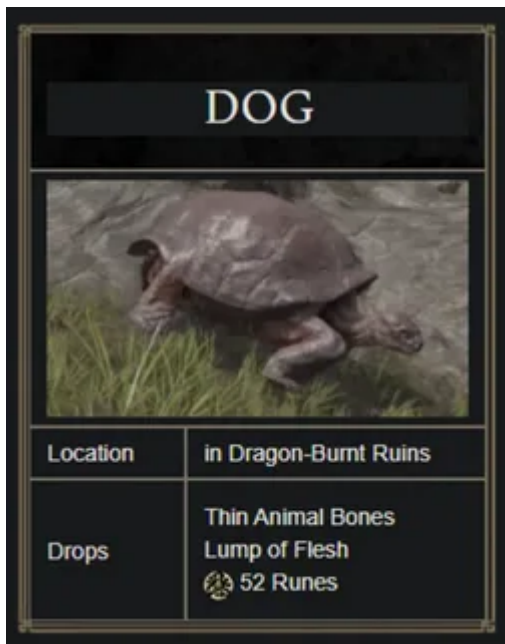 DOG
Location
in Dragon-Burnt Ruins
Drops
Thin Animal Bones
Lump of Flesh
52 Runes